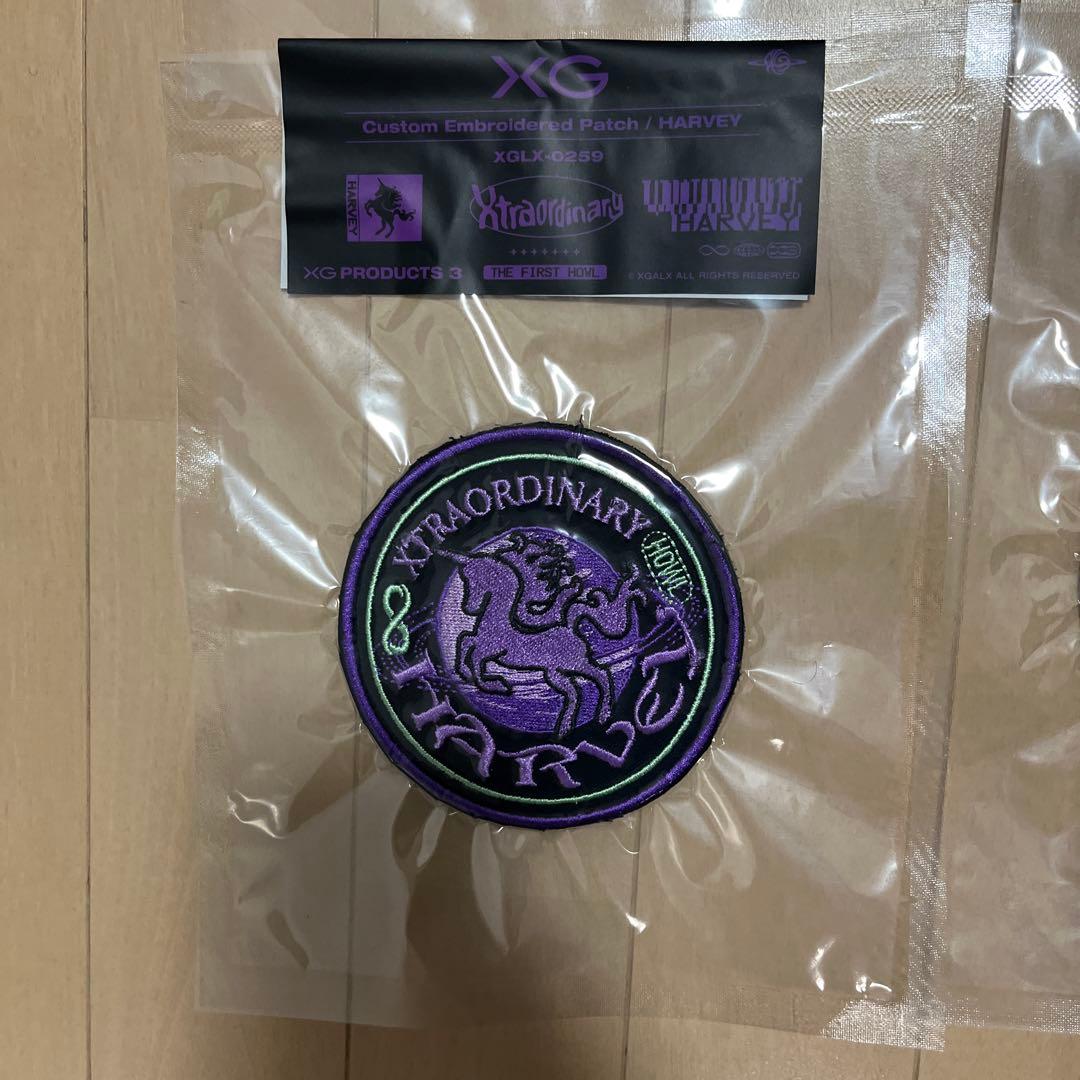 XG
Custom Embroidered Patch / HARVEY
XGLX-0259
HARVEY
Xtraordinary
HARVEY
XG PRODUCTS 3
THE FIRST HOWL
© XGALX ALL RIGHTS RESERVED
XTRAORDINARY
HOWL
HARVEY